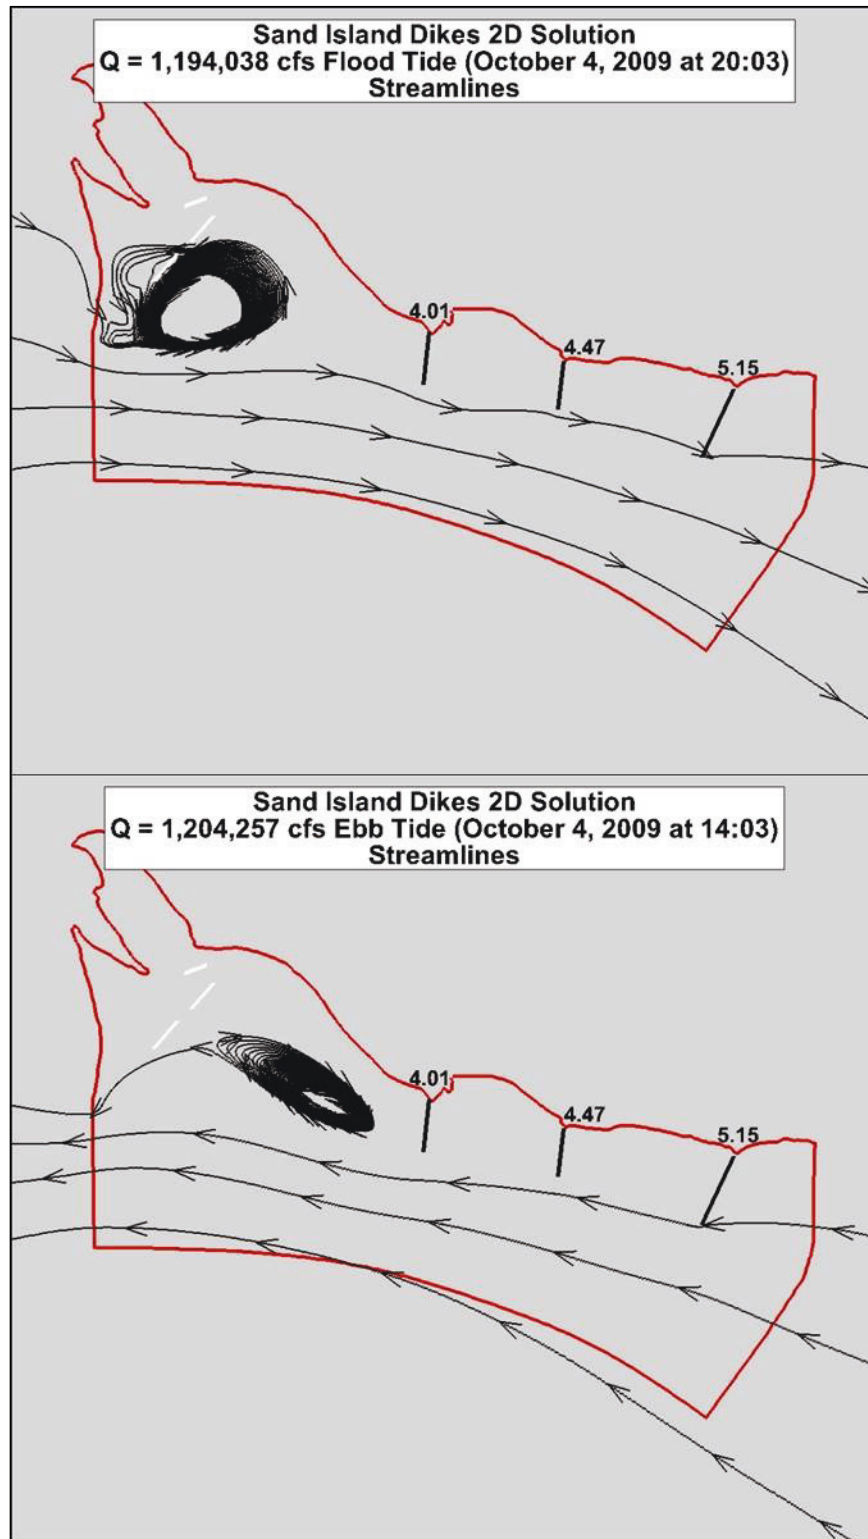 Sand Island Dikes 2D Solution
Q = 1,194,038 cfs Flood Tide (October 4, 2009 at 20:03)
Streamlines
4.01
4.47
5.15
Sand Island Dikes 2D Solution
Q = 1,204,257 cfs Ebb Tide (October 4, 2009 at 14:03)
Streamlines
4.01
4.47
5.15